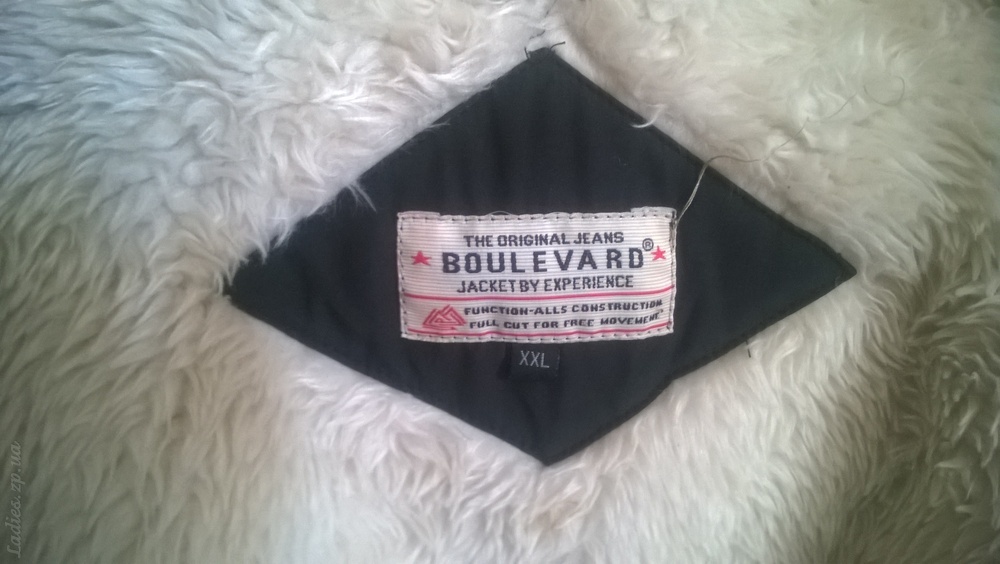 THE ORIGINAL JEANS
BOULEVARD®
JACKET BY EXPERIENCE
FUNCTION-ALLS CONSTRUCTION
FULL CUT FOR FREE MOVEMENT
XXL
Ladies.zp.ua